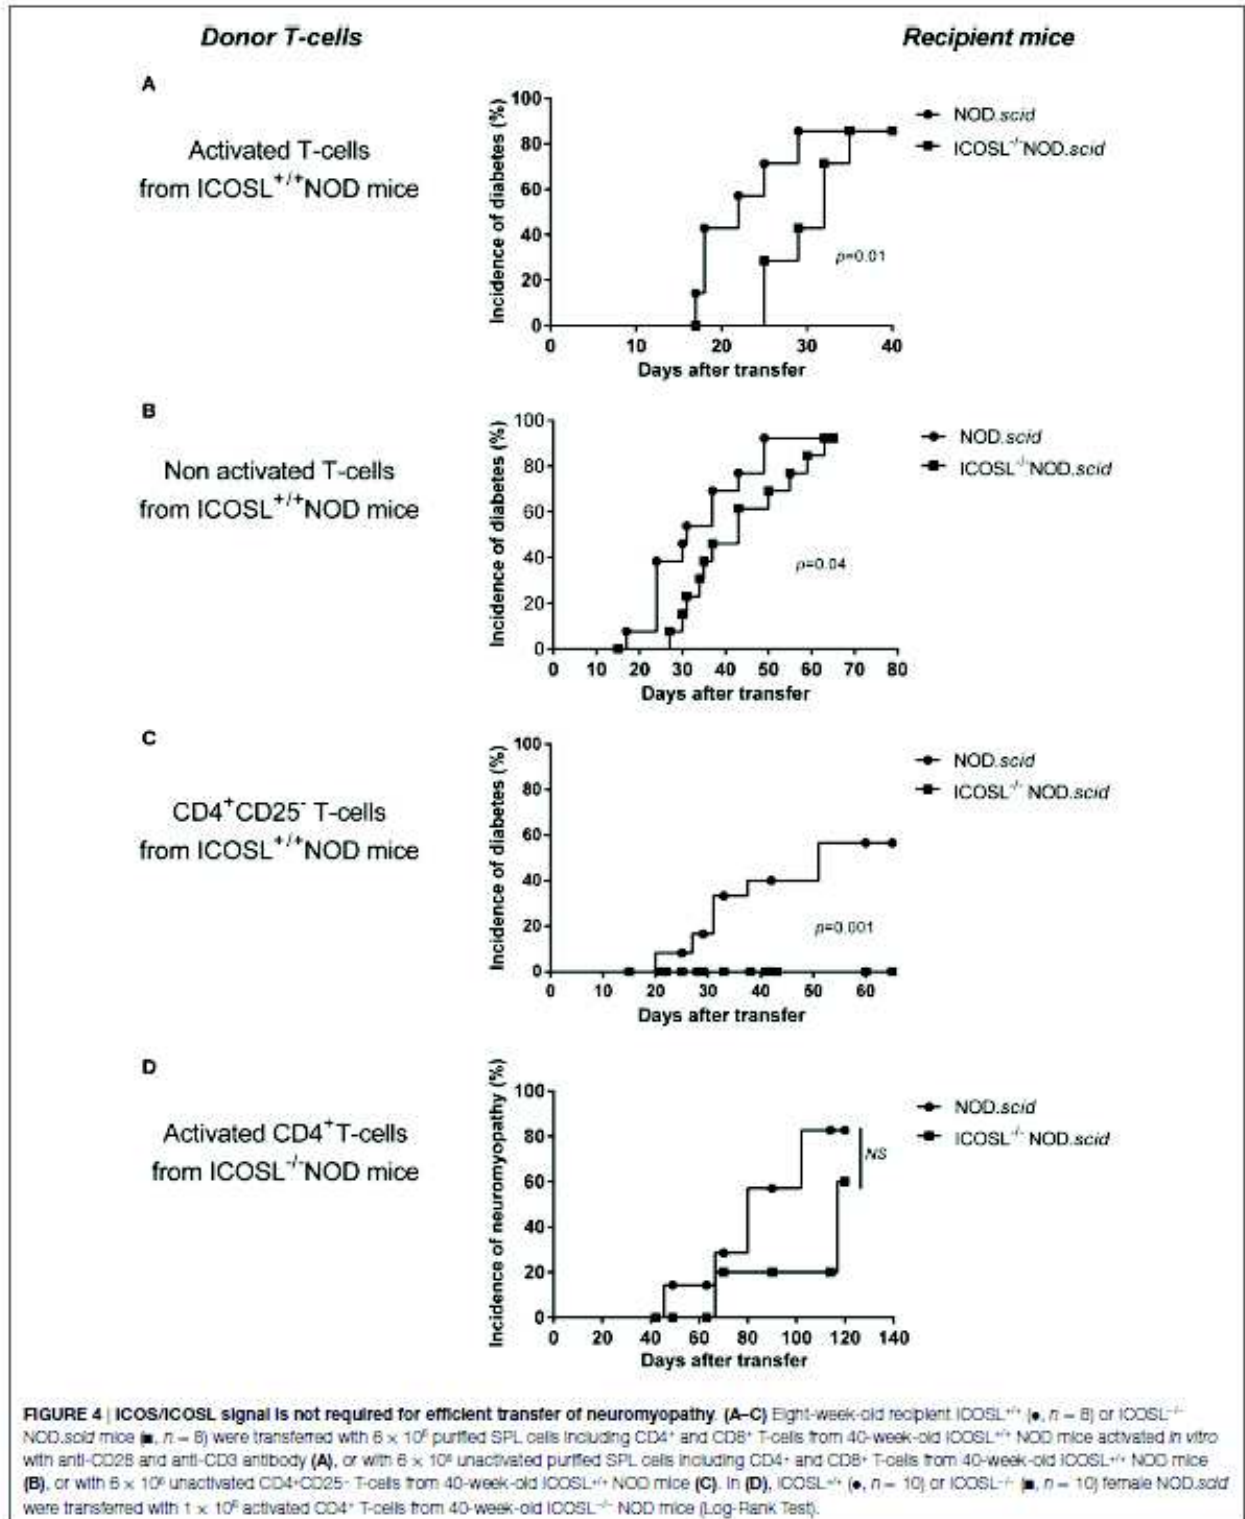 Donor T-cells Recipient mice
A
Activated T-cells
from ICOSL+/+NOD mice
Incidence of diabetes (%)
100
80
60
40
20
0
0 10 20 30 40
Days after transfer
p=0.01
NOD.scid
ICOSL-/-NOD.scid
B
Non activated T-cells
from ICOSL+/+NOD mice
Incidence of diabetes (%)
100
80
60
40
20
0
0 10 20 30 40 50 60 70 80
Days after transfer
p=0.04
NOD.scid
ICOSL-/-NOD.scid
C
CD4+CD25- T-cells
from ICOSL+/+NOD mice
Incidence of diabetes (%)
100
80
60
40
20
0
0 10 20 30 40 50 60
Days after transfer
p=0.001
NOD.scid
ICOSL-/- NOD.scid
D
Activated CD4+T-cells
from ICOSL-/-NOD mice
Incidence of neuromyopathy (%)
100
80
60
40
20
0
0 20 40 60 80 100 120 140
Days after transfer
NS
NOD.scid
ICOSL-/- NOD.scid
FIGURE 4 | ICOS/ICOSL signal is not required for efficient transfer of neuromyopathy. (A–C) Eight-week-old recipient ICOSL+/+ (●, n = 8) or ICOSL-/-
NOD.scid mice (■, n = 8) were transferred with 6 × 10⁶ purified SPL cells including CD4+ and CD8+ T-cells from 40-week-old ICOSL+/+ NOD mice activated in vitro
with anti-CD28 and anti-CD3 antibody (A), or with 6 × 10⁶ unactivated purified SPL cells including CD4+ and CD8+ T-cells from 40-week-old ICOSL+/+ NOD mice
(B), or with 6 × 10⁶ unactivated CD4+CD25- T-cells from 40-week-old ICOSL+/+ NOD mice (C). In (D), ICOSL+/+ (●, n = 10) or ICOSL-/- (■, n = 10) female NOD.scid
were transferred with 1 × 10⁶ activated CD4+ T-cells from 40-week-old ICOSL-/- NOD mice (Log-Rank Test).